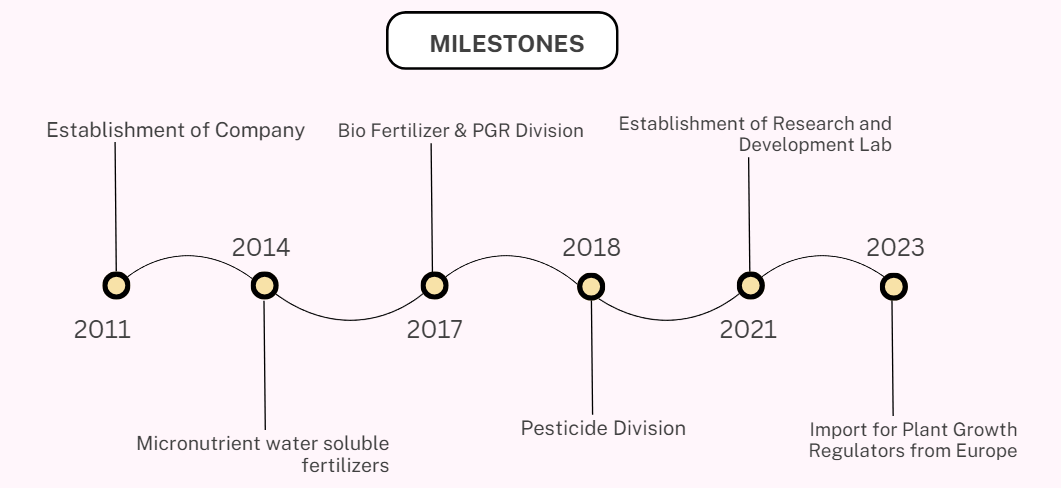 MILESTONES
Establishment of Company
Bio Fertilizer & PGR Division
Establishment of Research and
Development Lab
2014
2018
2023
2011
2017
2021
Micronutrient water soluble
fertilizers
Pesticide Division
Import for Plant Growth
Regulators from Europe